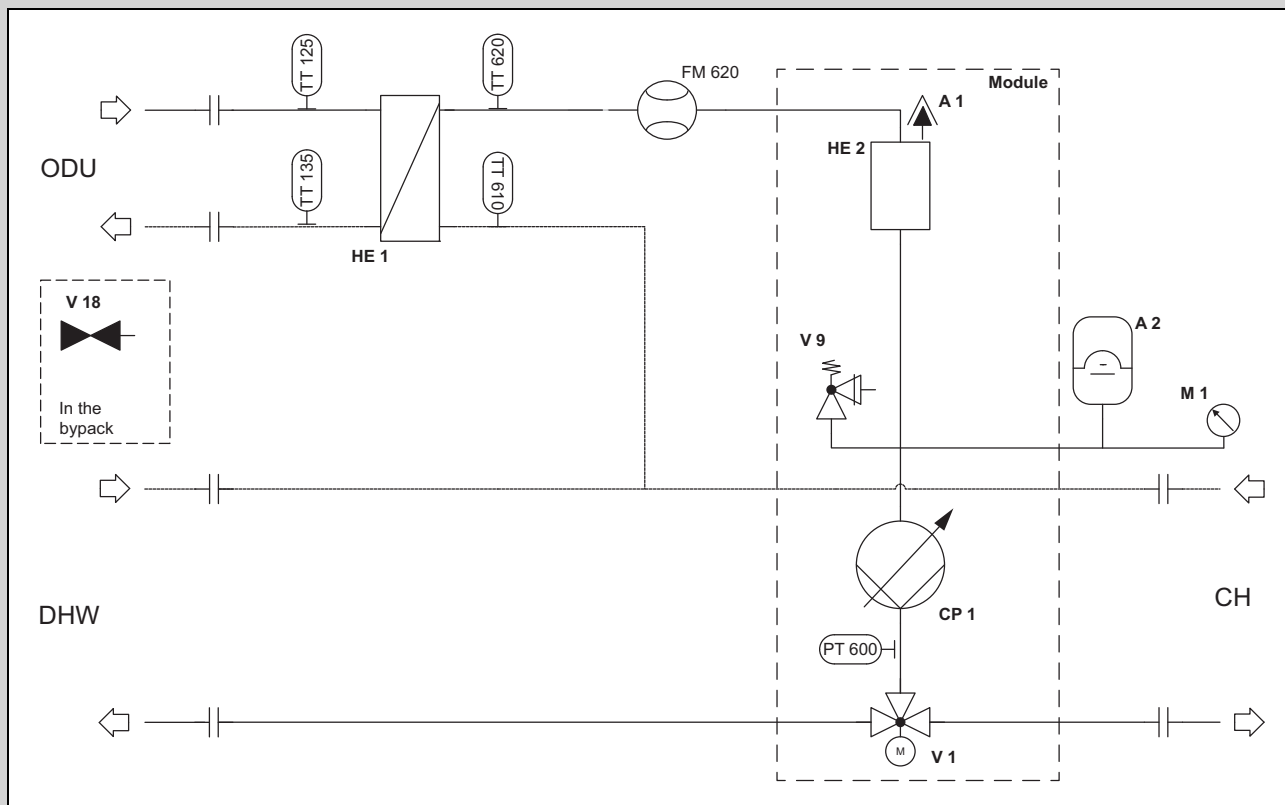 TT 125
TT 620
FM 620
Module
A 1
HE 2
ODU
TT 135
TT 610
HE 1
V 18
In the
bypack
V 9
A 2
M 1
DHW
CP 1
CH
PT 600
M
V 1